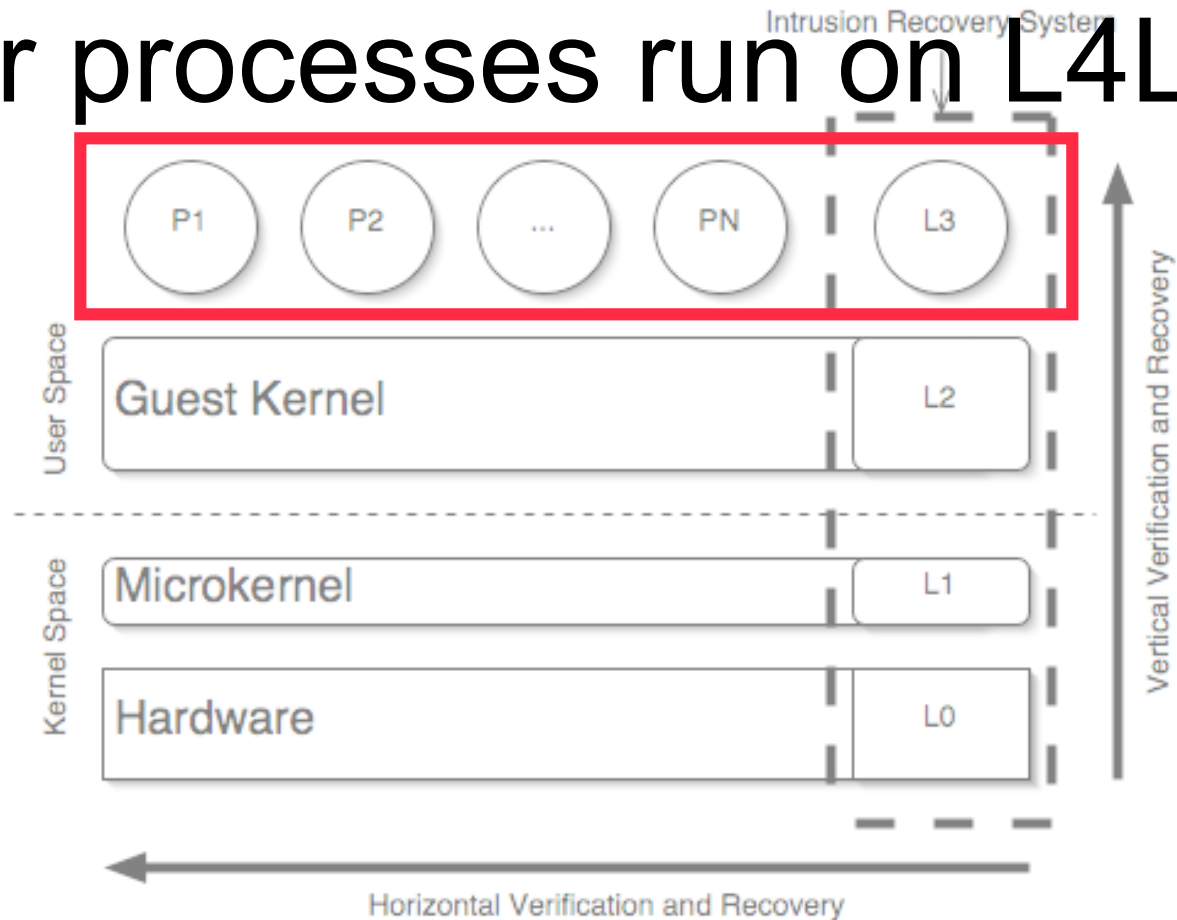 Intrusion Recovery System
r processes run on L4L
P1
P2
...
PN
L3
User Space
Guest Kernel
L2
Kernel Space
Microkernel
L1
Hardware
L0
Vertical Verification and Recovery
Horizontal Verification and Recovery